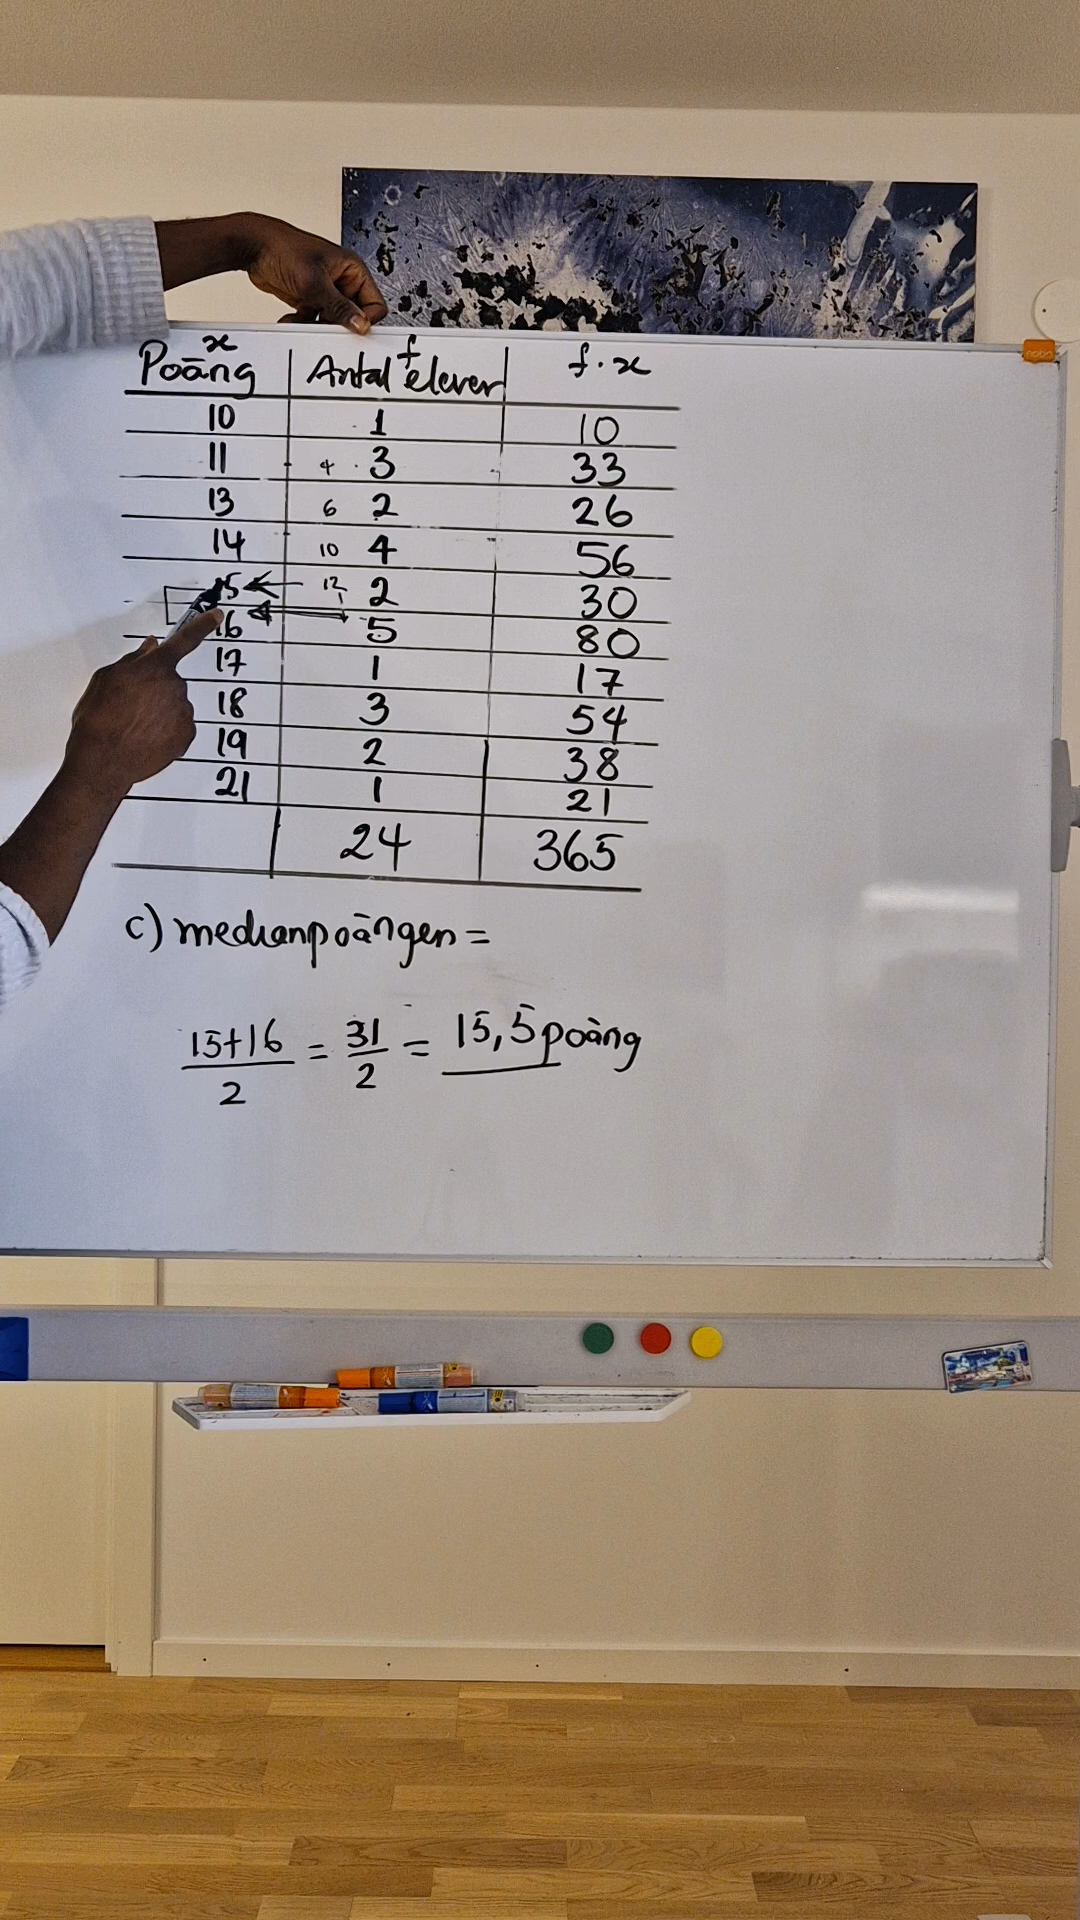 x f f·x
Poäng Antal elever
10 1 10
11 4 3 33
13 6 2 26
14 10 4 56
15 12 2 30
16 5 80
17 1 17
18 3 54
19 2 38
21 1 21
24 365
c) medianpoängen =
15+16 / 2 = 31 / 2 = 15,5 poäng
nobo